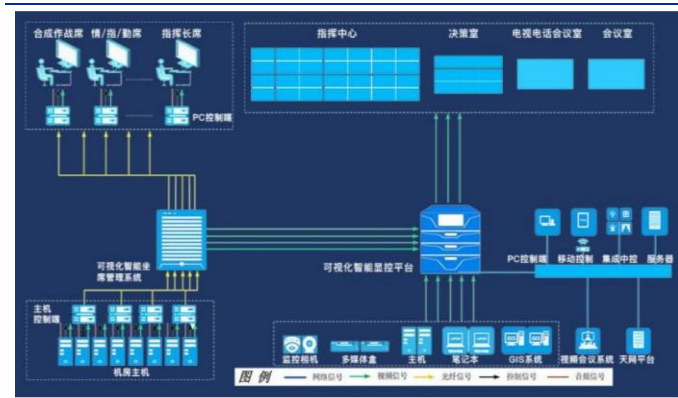 合成作战席 情/指/勤席 指挥长席
PC控制端
指挥中心 决策室 电视电话会议室 会议室
可视化智能坐
席管理系统
可视化智能显控平台
PC控制端 移动控制 集成中控 服务器
主机
控制端
机房主机
监控相机 多媒体盒 主机 笔记本 GIS系统
视频会议系统 天网平台
图例 网络信号 视频信号 光纤信号 控制信号 音频信号